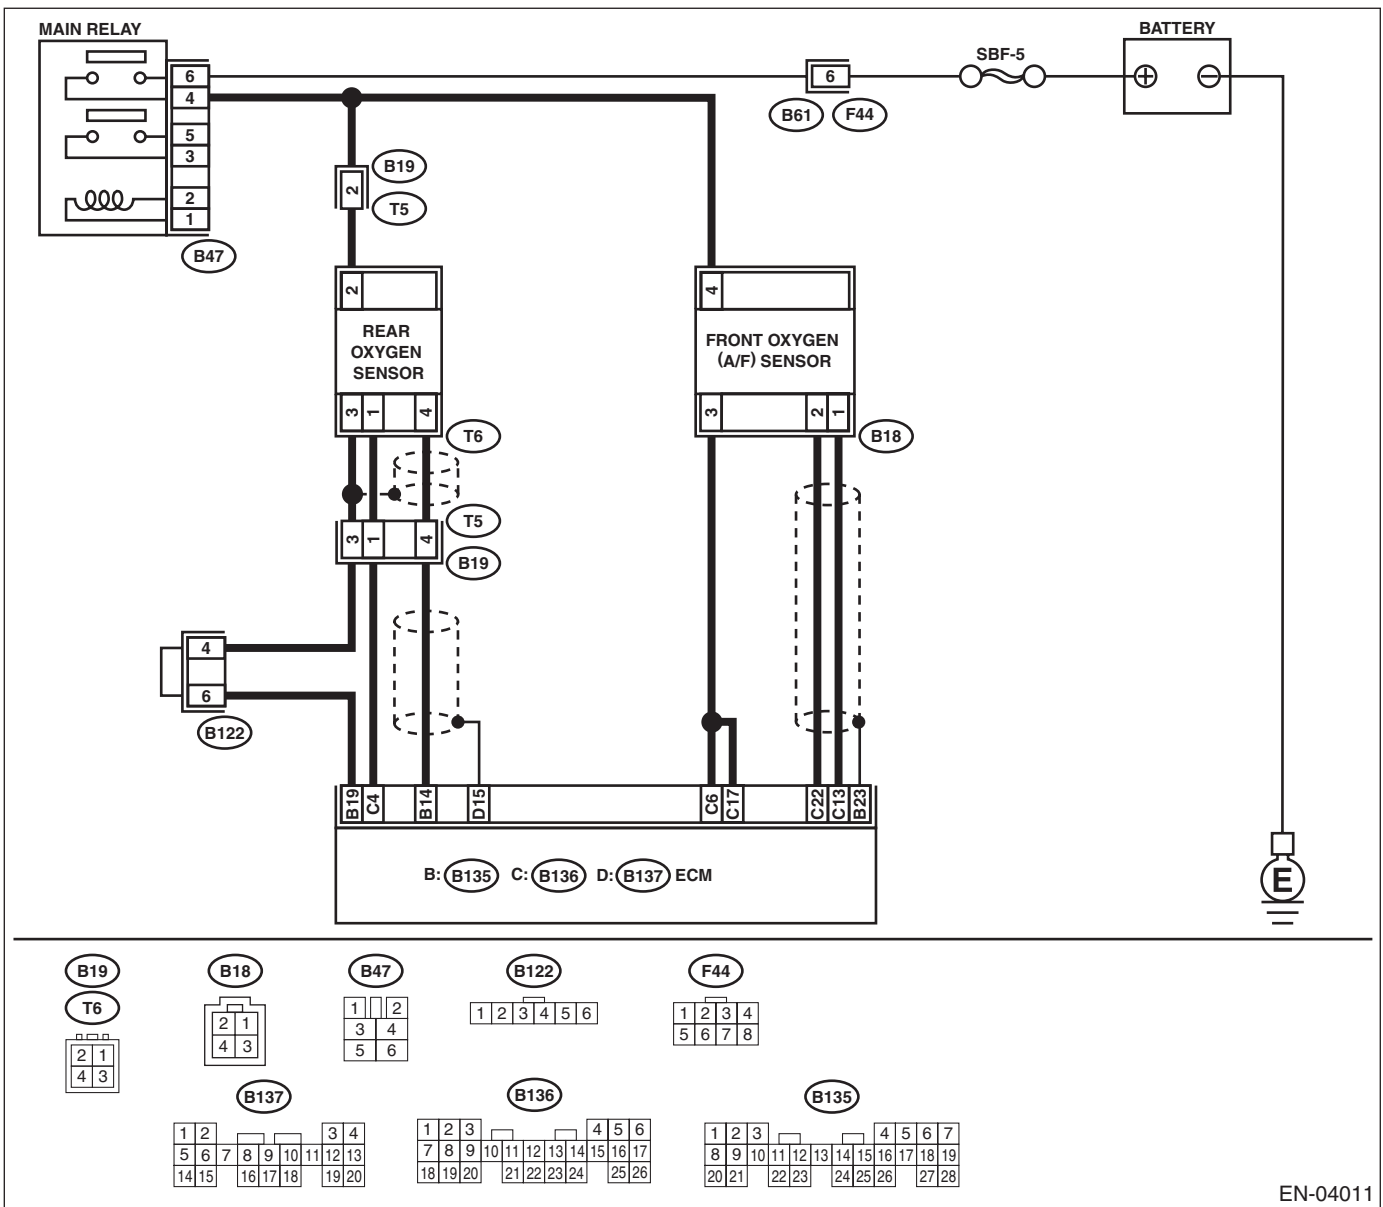 MAIN RELAY
BATTERY
SBF-5
6
4
5
3
2
1
B47
6
B61 F44
2
B19
T5
2
REAR
OXYGEN
SENSOR
3 1 4
T6
4
FRONT OXYGEN
(A/F) SENSOR
3 2 1
B18
T5
3 1 4
B19
4
6
B122
B19 C4 B14 D15 C6 C17 C22 C13 B23
B: B135 C: B136 D: B137 ECM
E
B19
T6
2 1
4 3
B18
2 1
4 3
B47
1 2
3 4
5 6
B122
1 2 3 4 5 6
F44
1 2 3 4
5 6 7 8
B137
1 2 3 4
5 6 7 8 9 10 11 12 13
14 15 16 17 18 19 20
B136
1 2 3 4 5 6
7 8 9 10 11 12 13 14 15 16 17
18 19 20 21 22 23 24 25 26
B135
1 2 3 4 5 6 7
8 9 10 11 12 13 14 15 16 17 18 19
20 21 22 23 24 25 26 27 28
EN-04011